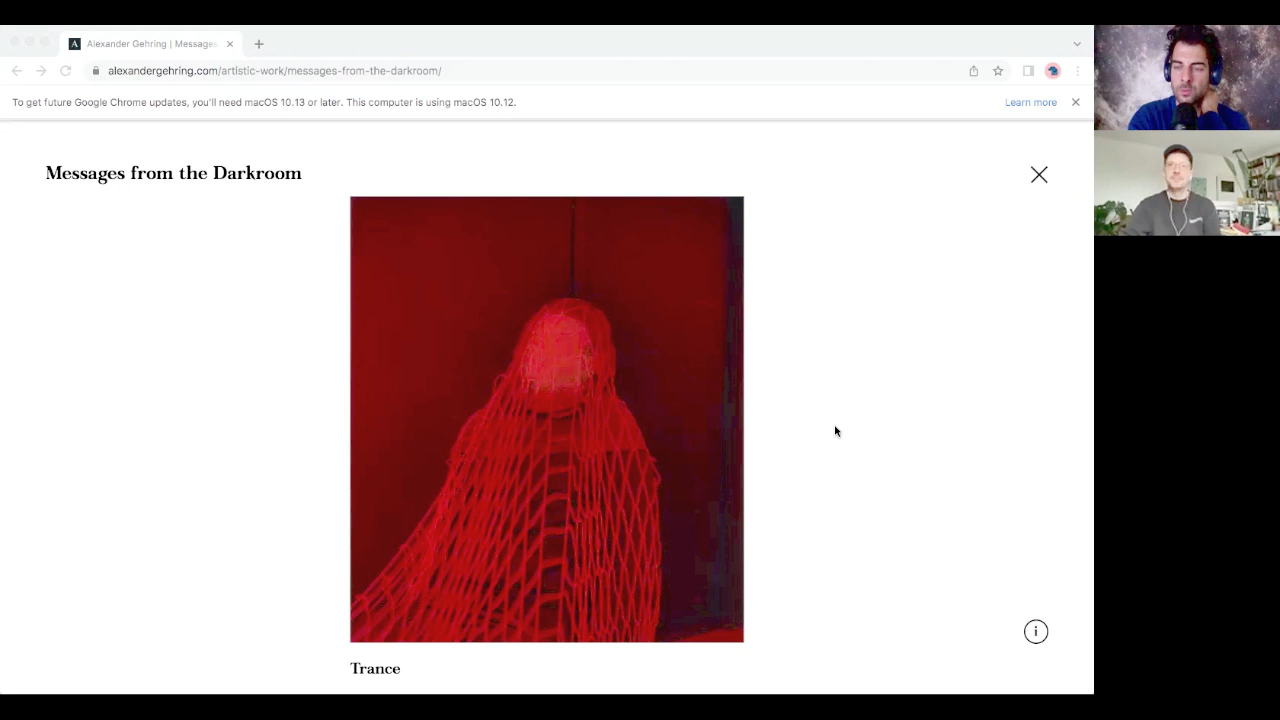 Alexander Gehring | Messages
alexandergehring.com/artistic-work/messages-from-the-darkroom/
To get future Google Chrome updates, you'll need macOS 10.13 or later. This computer is using macOS 10.12.
Learn more
Messages from the Darkroom
Trance